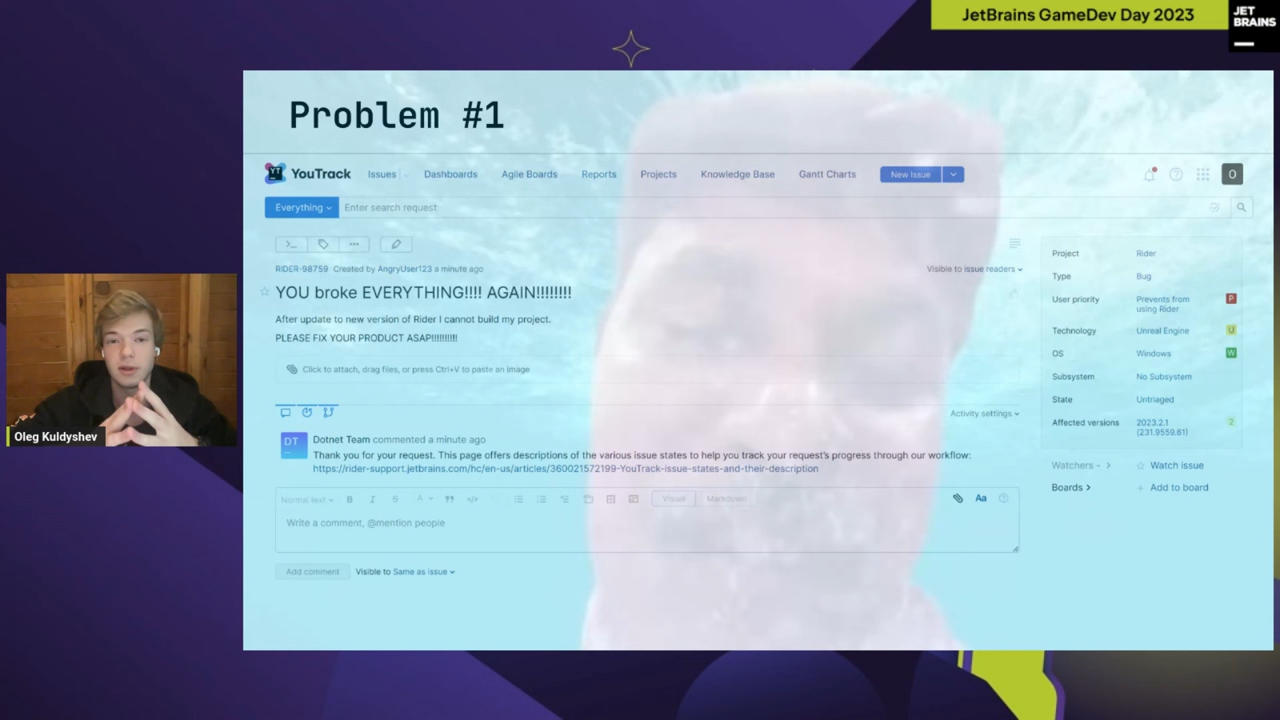 JetBrains GameDev Day 2023
JET
BRAINS
Problem #1
YouTrack
Issues
Dashboards
Agile Boards
Reports
Projects
Knowledge Base
Gantt Charts
New Issue
O
Everything
Enter search request
RIDER-98759 Created by AngryUser123 a minute ago
Visible to issue readers
YOU broke EVERYTHING!!!! AGAIN!!!!!!!!
After update to new version of Rider I cannot build my project.
PLEASE FIX YOUR PRODUCT ASAP!!!!!!!!!!
Click to attach, drag files, or press Ctrl+V to paste an image
Activity settings
DT
Dotnet Team commented a minute ago
Thank you for your request. This page offers descriptions of the various issue states to help you track your request's progress through our workflow:
https://rider-support.jetbrains.com/hc/en-us/articles/360021572199-YouTrack-issue-states-and-their-description
Normal text
B I S A
Visual
Markdown
Aa
Write a comment, @mention people
Add comment
Visible to Same as issue
Project Rider
Type Bug
User priority Prevents from using Rider P
Technology Unreal Engine U
OS Windows W
Subsystem No Subsystem
State Untriaged
Affected versions 2023.2.1 2
(231.9559.61)
Watchers
Watch issue
Boards
Add to board
Oleg Kuldyshev